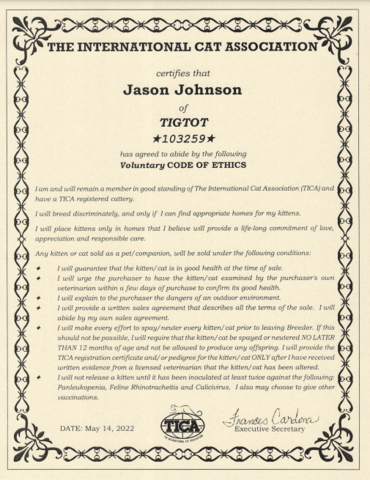 THE INTERNATIONAL CAT ASSOCIATION
certifies that
Jason Johnson
of
TIGTOT
★103259★
has agreed to abide by the following
Voluntary CODE OF ETHICS
I am and will remain a member in good standing of The International Cat Association (TICA) and
have a TICA registered cattery.
I will breed discriminately, and only if I can find appropriate homes for my kittens.
I will place kittens only in homes that I believe will provide a life-long commitment of love,
appreciation and responsible care.
Any kitten or cat sold as a pet/companion, will be sold under the following conditions:
♦ I will guarantee that the kitten/cat is in good health at the time of sale.
♦ I will urge the purchaser to have the kitten/cat examined by the purchaser's own
veterinarian within a few days of purchase to confirm its good health.
♦ I will explain to the purchaser the dangers of an outdoor environment.
♦ I will provide a written sales agreement that describes all the terms of the sale. I will
abide by my own sales agreement.
♦ I will make every effort to spay/neuter every kitten/cat prior to leaving Breeder. If this
should not be possible, I will require that the kitten/cat be spayed or neutered NO LATER
THAN 12 months of age and not be allowed to produce any offspring. I will provide the
TICA registration certificate and/or pedigree for the kitten/cat ONLY after I have received
written evidence from a licensed veterinarian that the kitten/cat has been altered.
♦ I will not release a kitten until it has been inoculated at least twice against the following:
Panleukopenia, Feline Rhinotracheitis and Calicivirus. I also may choose to give other
vaccinations.
DATE: May 14, 2022
TICA
THE INTERNATIONAL CAT ASSOCIATION
Frances Cardona
Executive Secretary